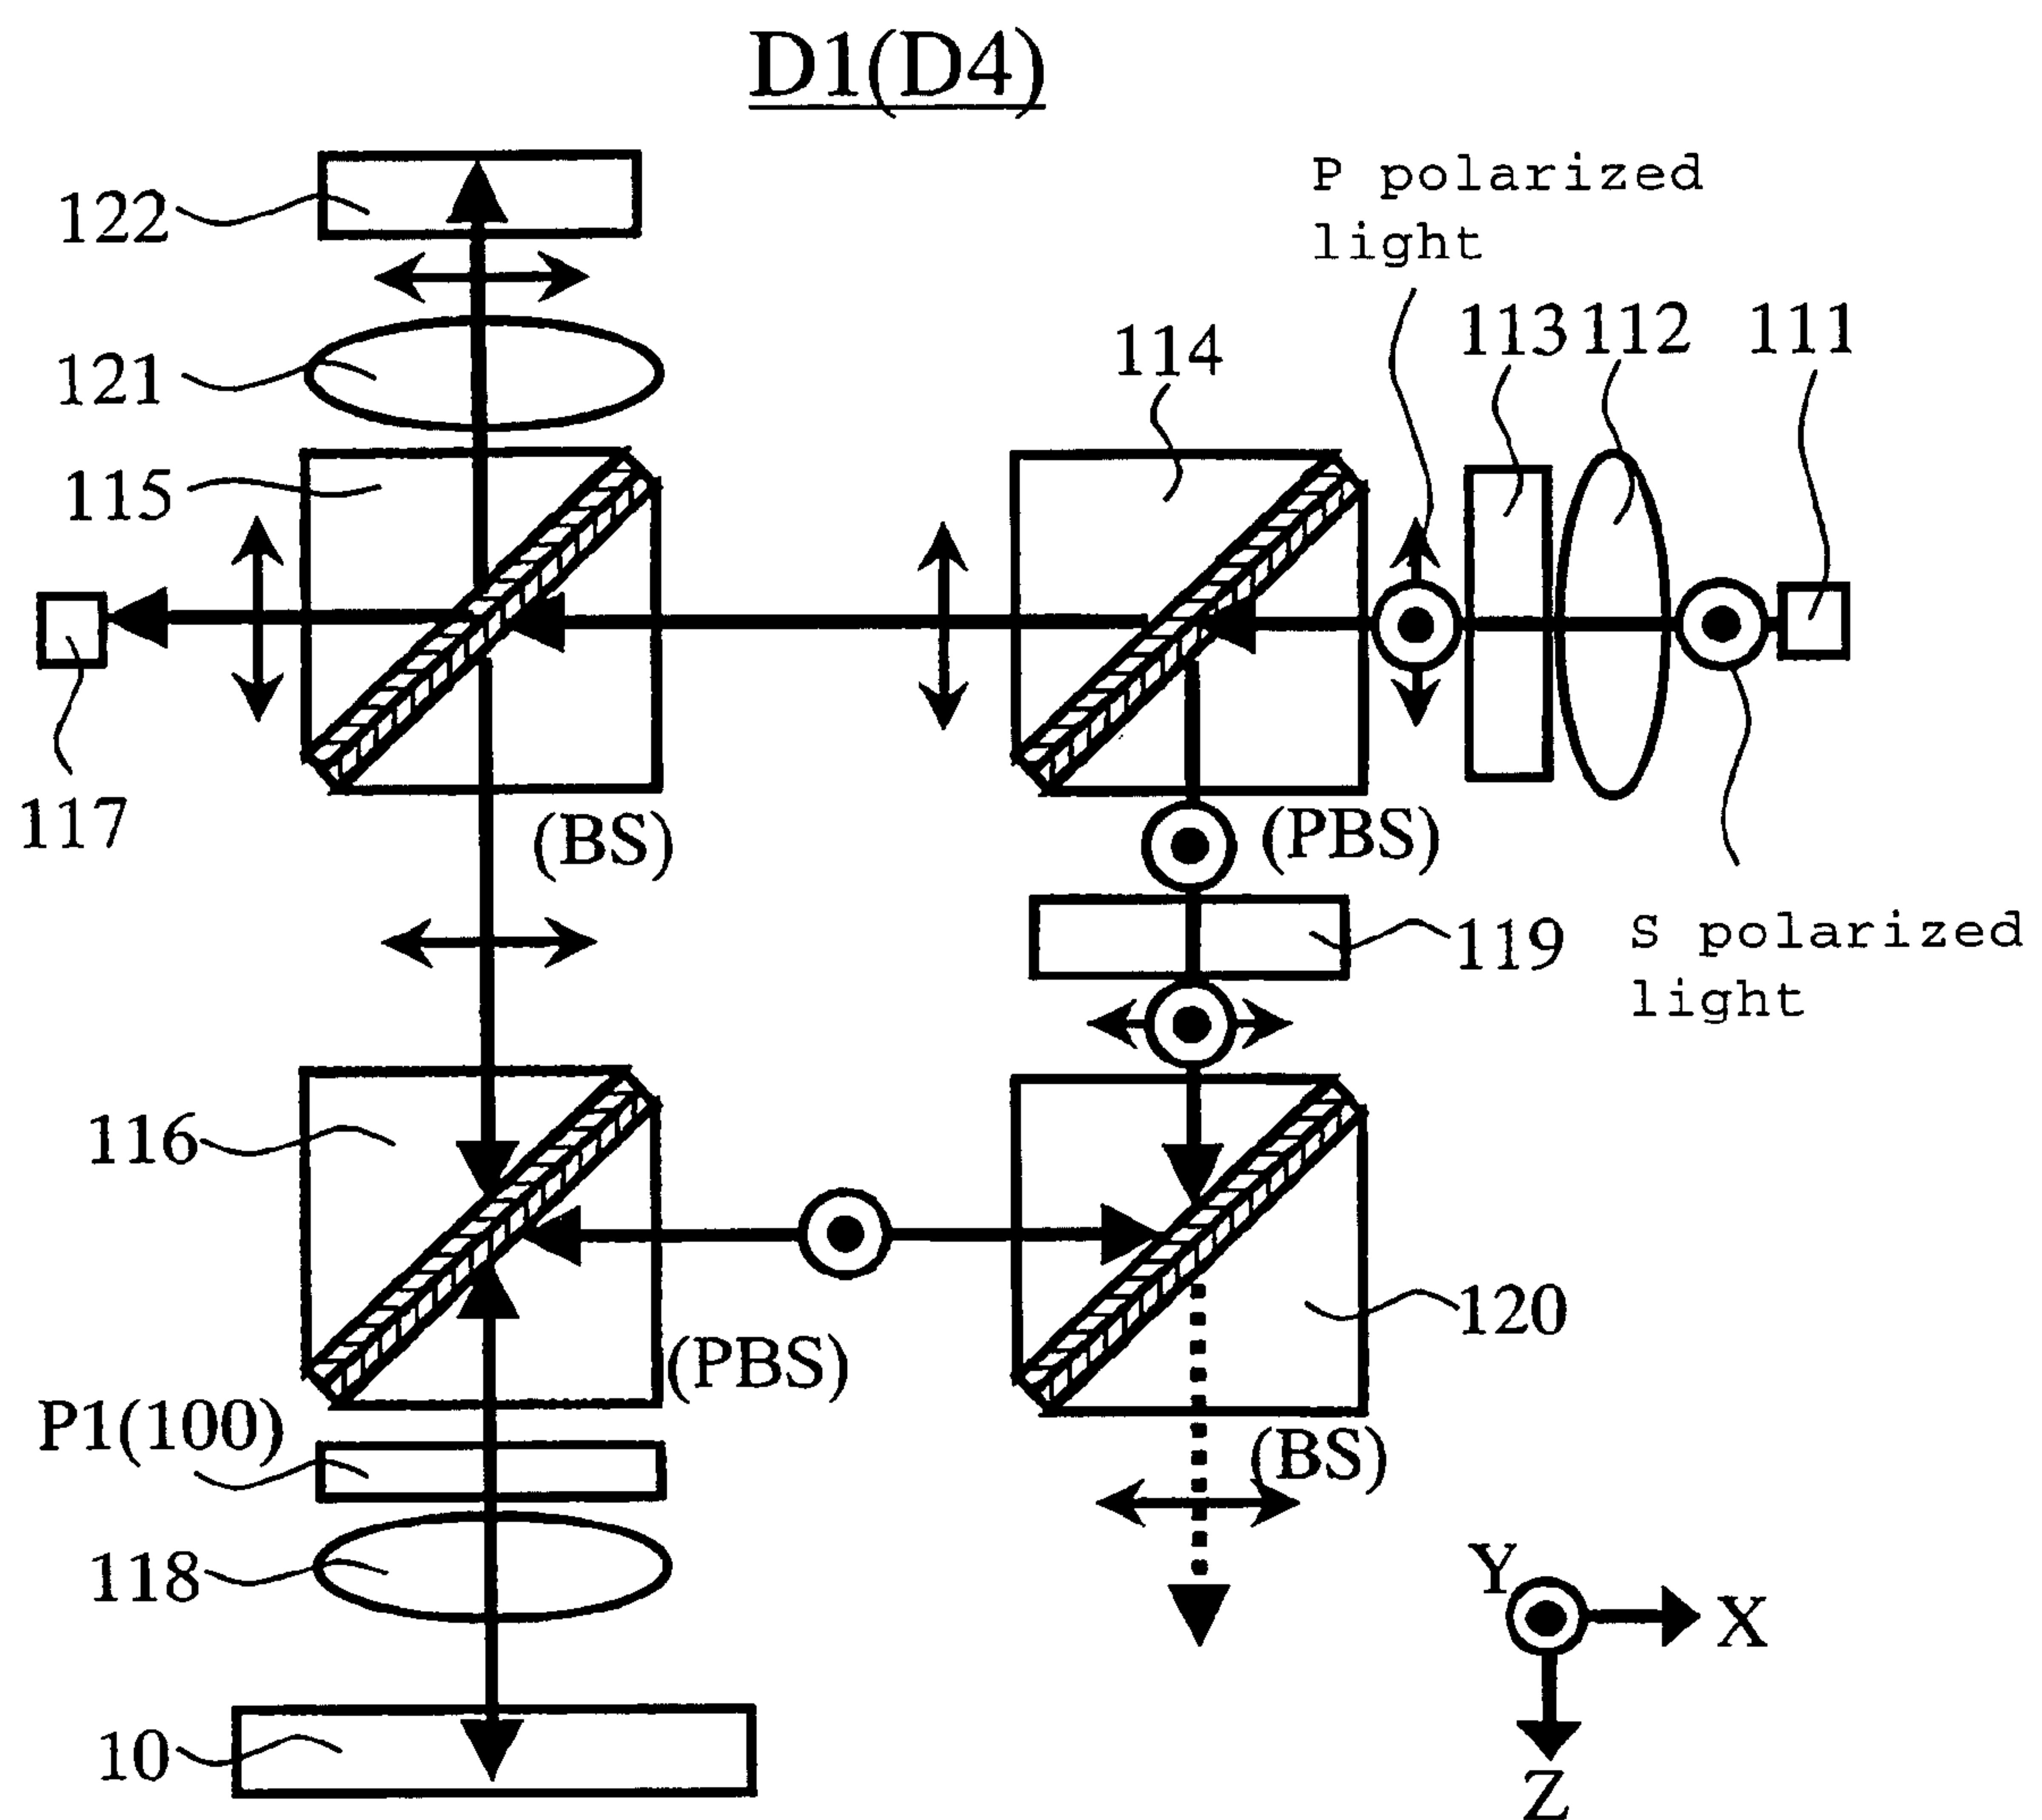 D1(D4)
P polarized
light
122
113
112
111
114
121
115
117
(BS)
(PBS)
119
S polarized
light
116
120
(PBS)
P1(100)
(BS)
118
Y
X
10
Z